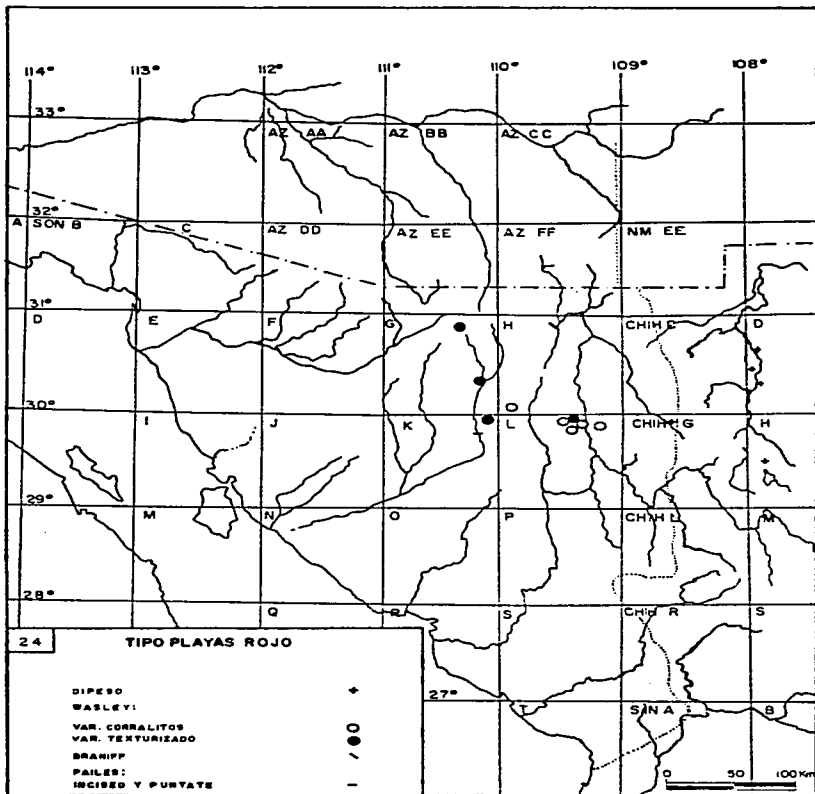 114° 113° 112° 111° 110° 109° 108°
33°
AZ AA AZ BB AZ CC
32°
A SON B C AZ DD AZ EE AZ FF NM EE
31°
D E F G H CHIH C D
30°
I J K L CHIH G H
29°
M N O P CHIH L M
28°
Q R S CHIH R S
24 TIPO PLAYAS ROJO
27°
T SIN A B
DIPESO
WASLEY:
VAR. CORRALITOS
VAR. TEXTURIZADO
BRANIFF
PAILES:
INCISED Y PUNTATE
0 50 100 Km